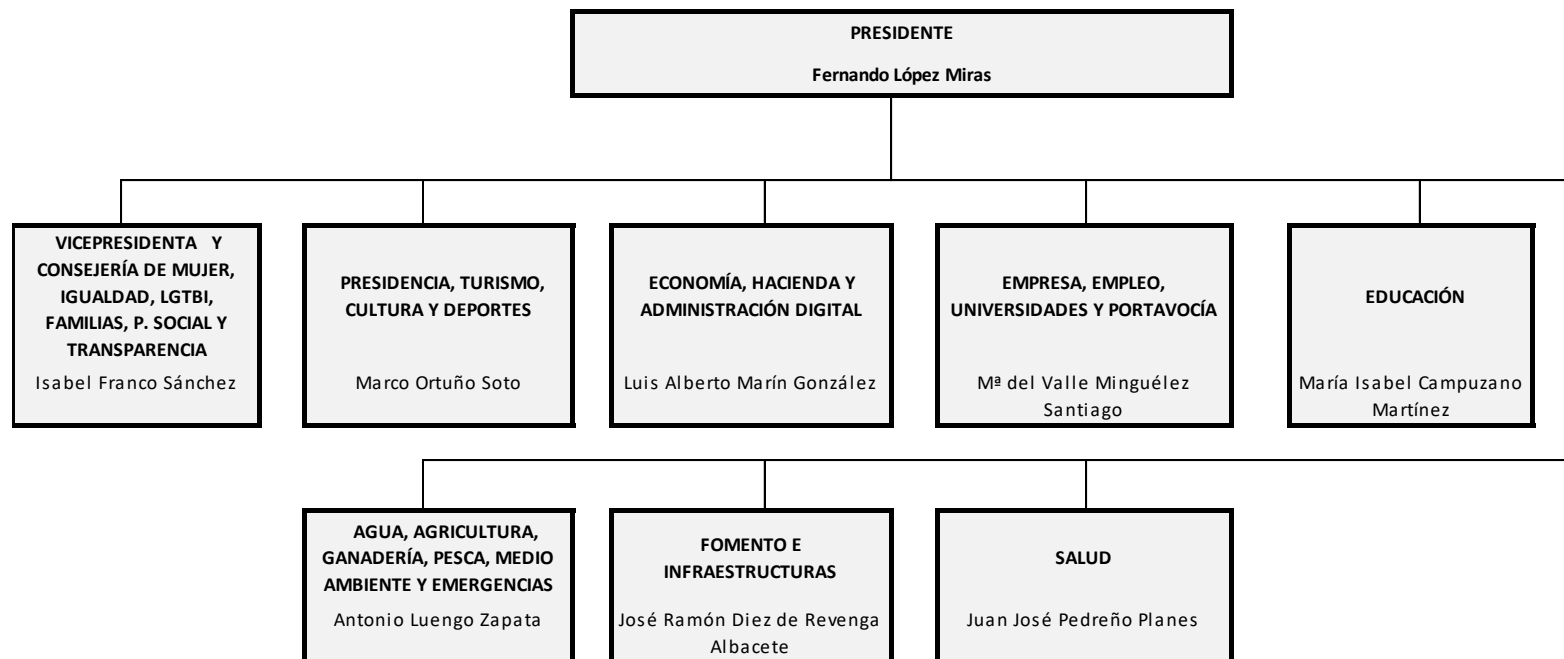 PRESIDENTE
Fernando López Miras
VICEPRESIDENTA Y
CONSEJERÍA DE MUJER,
IGUALDAD, LGTBI,
FAMILIAS, P. SOCIAL Y
TRANSPARENCIA
Isabel Franco Sánchez
PRESIDENCIA, TURISMO,
CULTURA Y DEPORTES
Marco Ortuño Soto
ECONOMÍA, HACIENDA Y
ADMINISTRACIÓN DIGITAL
Luis Alberto Marín González
EMPRESA, EMPLEO,
UNIVERSIDADES Y PORTAVOCÍA
Mª del Valle Minguélez
Santiago
EDUCACIÓN
María Isabel Campuzano
Martínez
AGUA, AGRICULTURA,
GANADERÍA, PESCA, MEDIO
AMBIENTE Y EMERGENCIAS
Antonio Luengo Zapata
FOMENTO E
INFRAESTRUCTURAS
José Ramón Diez de Revenga
Albacete
SALUD
Juan José Pedreño Planes